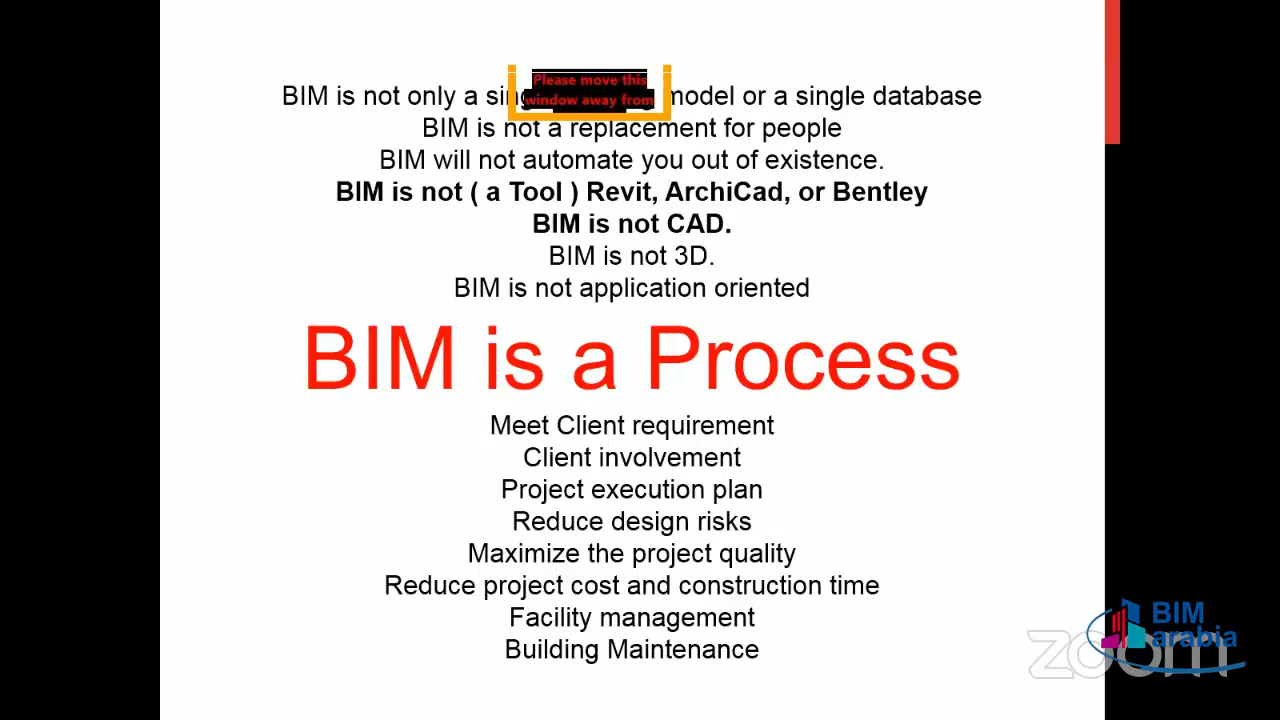 BIM is not only a sin model or a single database
Please move this
window away from
BIM is not a replacement for people
BIM will not automate you out of existence.
BIM is not ( a Tool ) Revit, ArchiCad, or Bentley
BIM is not CAD.
BIM is not 3D.
BIM is not application oriented
BIM is a Process
Meet Client requirement
Client involvement
Project execution plan
Reduce design risks
Maximize the project quality
Reduce project cost and construction time
Facility management
Building Maintenance
BIM
arabia
zoom